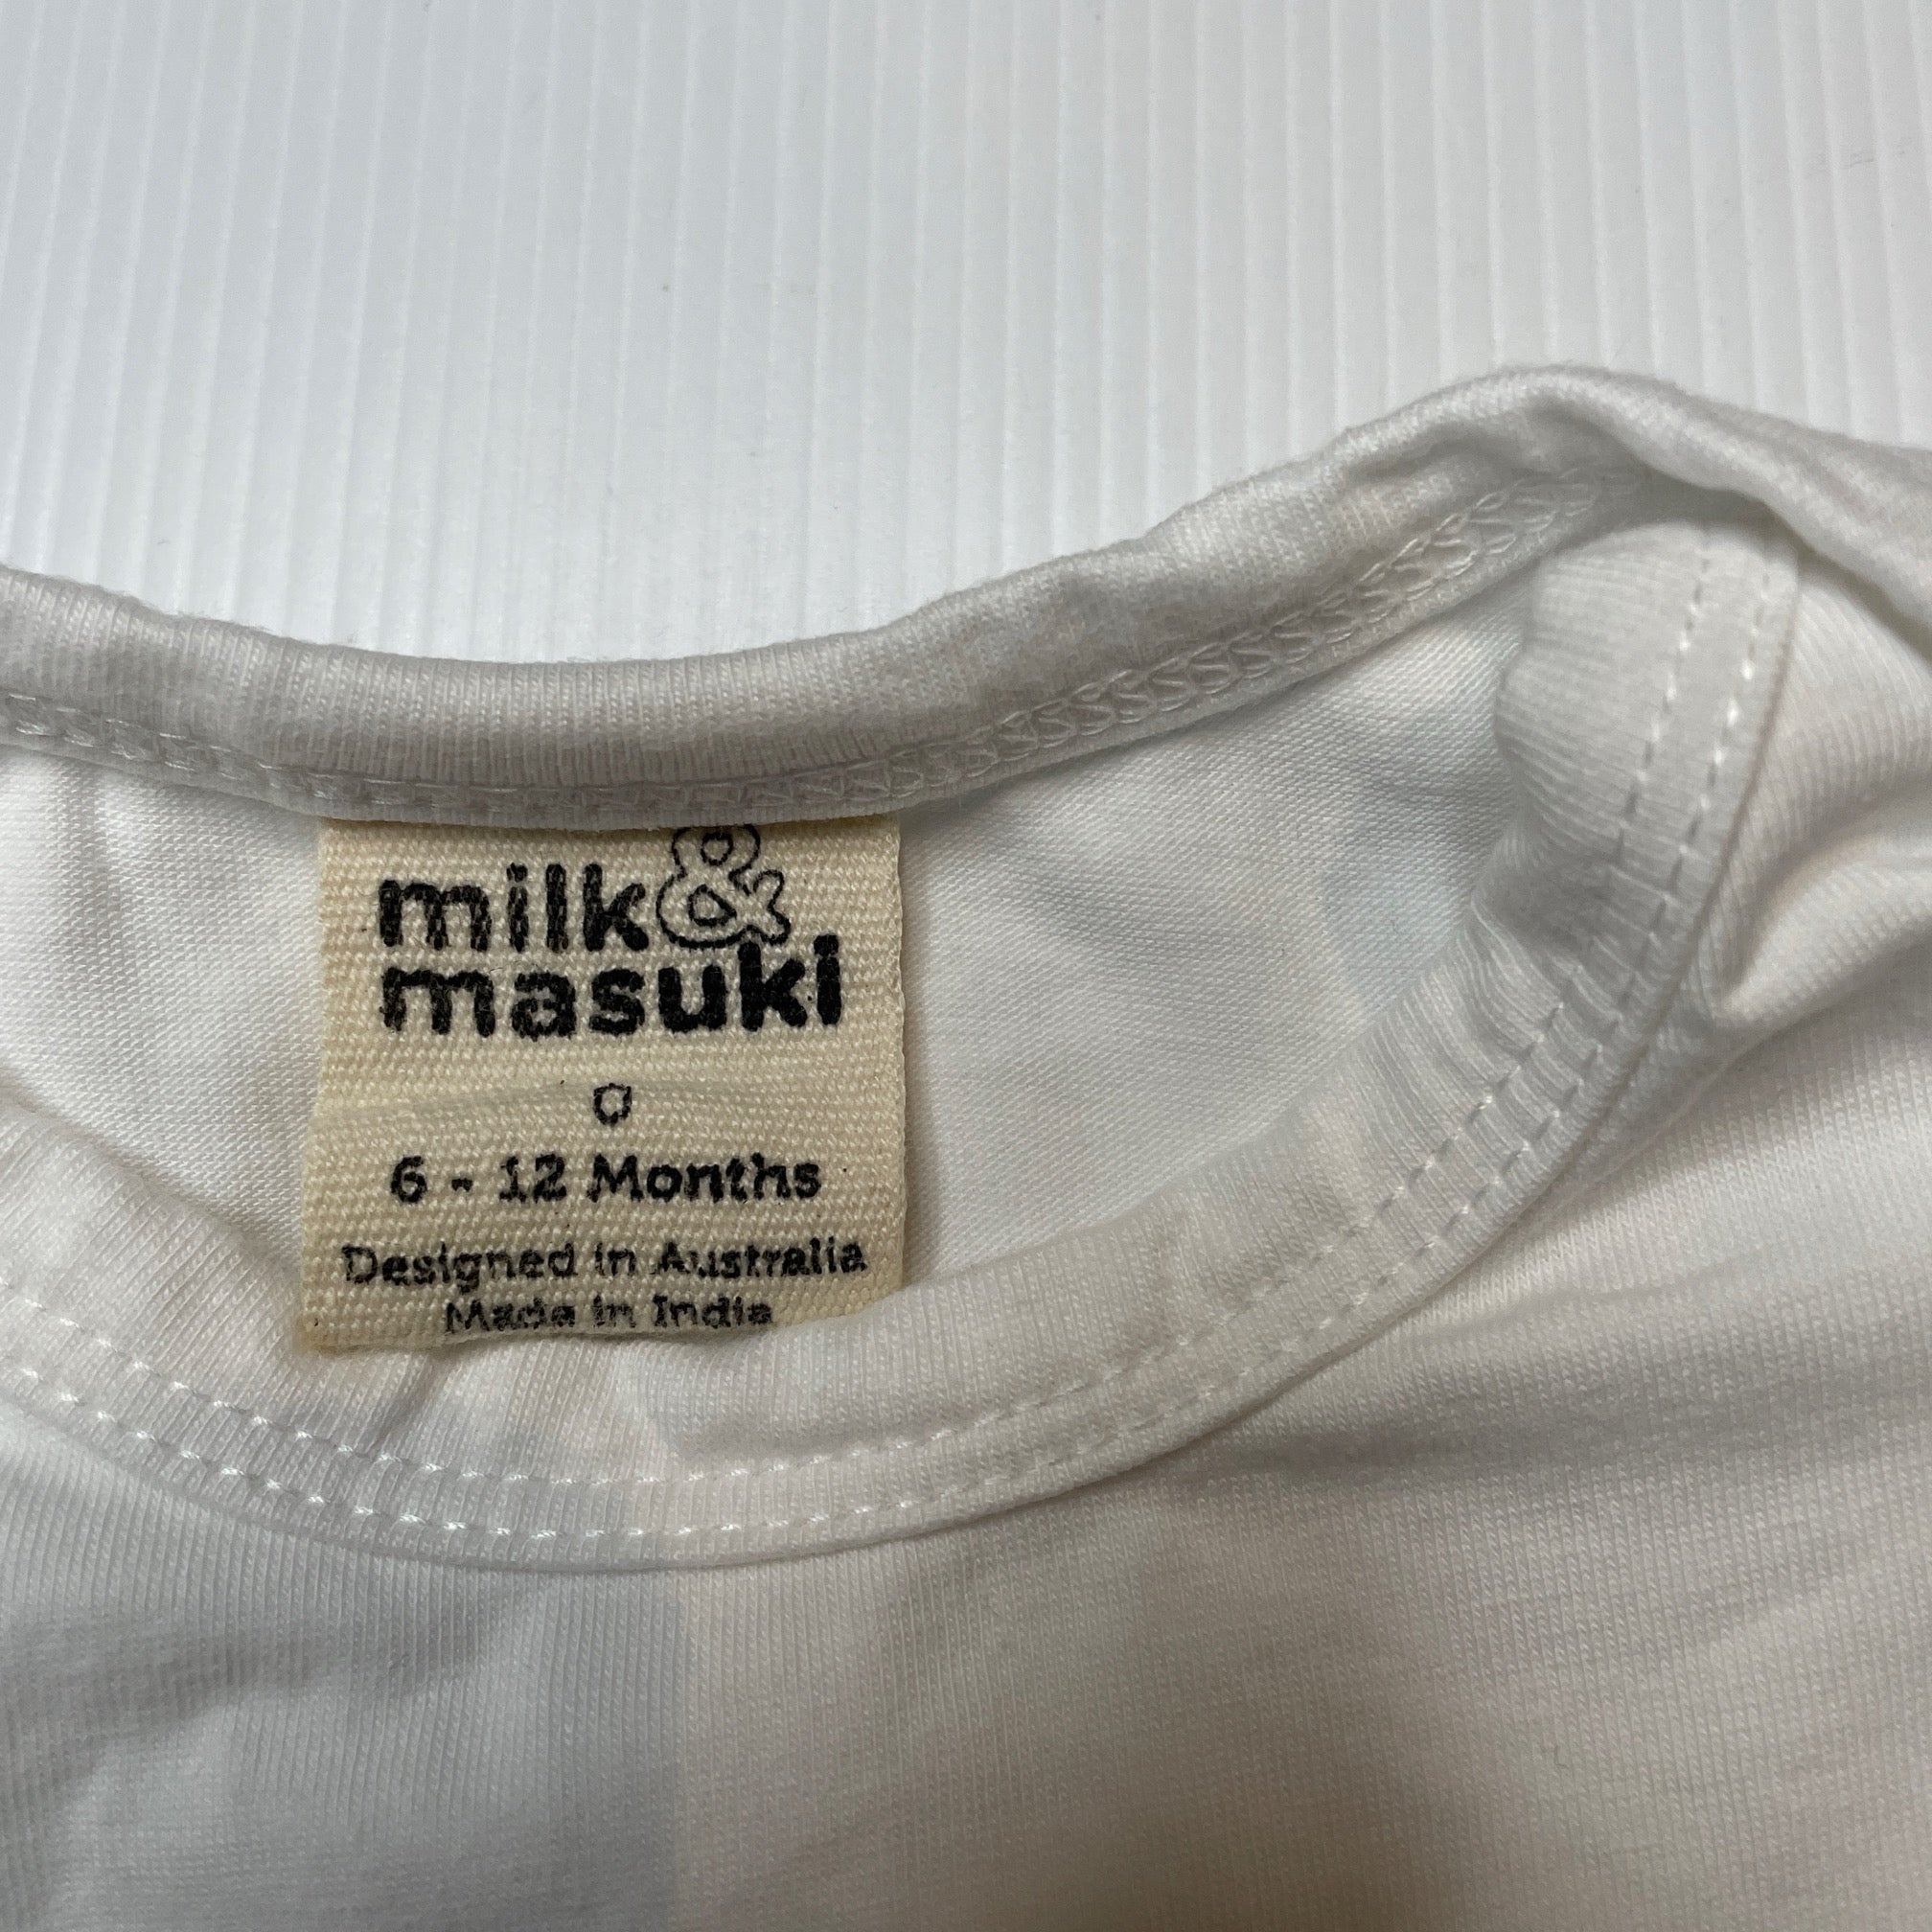 milk &
masuki
0
6 - 12 Months
Designed in Australia
Made in India